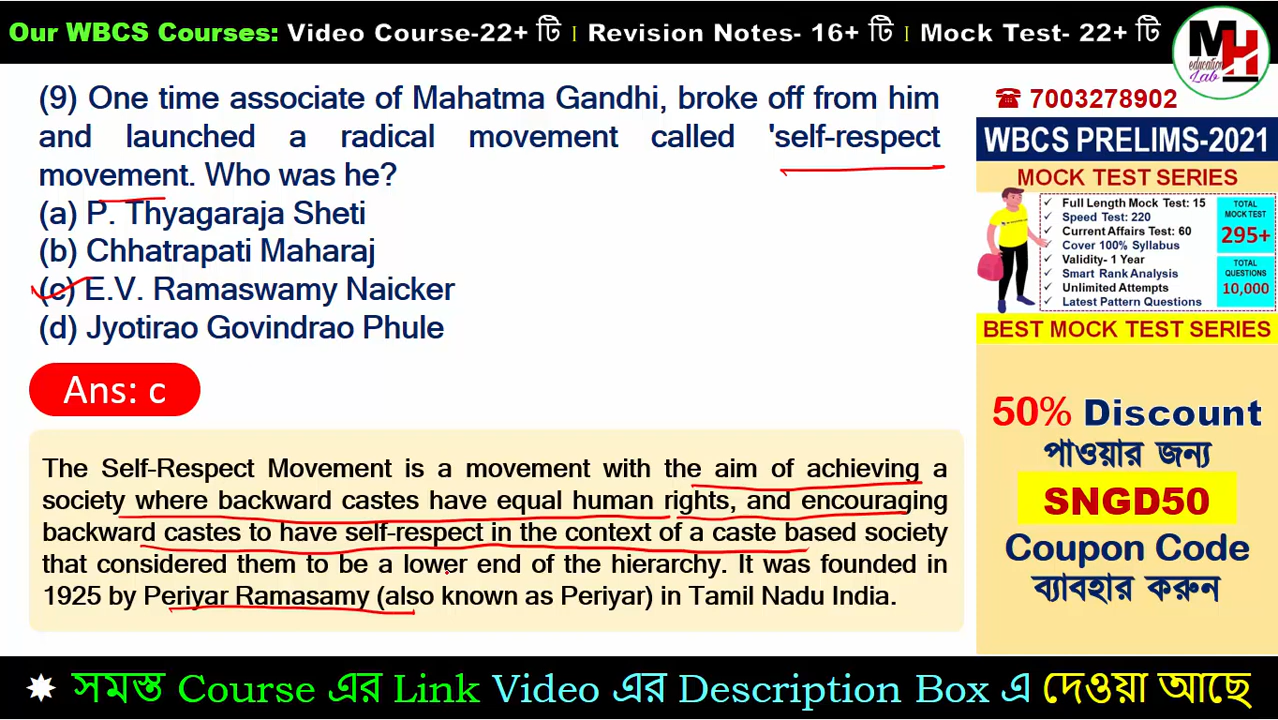 Our WBCS Courses: Video Course-22+ টি । Revision Notes- 16+ টি । Mock Test- 22+ টি
MH
education
Lab
(9) One time associate of Mahatma Gandhi, broke off from him
and launched a radical movement called 'self-respect
movement. Who was he?
(a) P. Thyagaraja Sheti
(b) Chhatrapati Maharaj
(c) E.V. Ramaswamy Naicker
(d) Jyotirao Govindrao Phule
Ans: c
The Self-Respect Movement is a movement with the aim of achieving a
society where backward castes have equal human rights, and encouraging
backward castes to have self-respect in the context of a caste based society
that considered them to be a lower end of the hierarchy. It was founded in
1925 by Periyar Ramasamy (also known as Periyar) in Tamil Nadu India.
☎ 7003278902
WBCS PRELIMS-2021
MOCK TEST SERIES
✓ Full Length Mock Test: 15
✓ Speed Test: 220
✓ Current Affairs Test: 60
✓ Cover 100% Syllabus
✓ Validity- 1 Year
✓ Smart Rank Analysis
✓ Unlimited Attempts
✓ Latest Pattern Questions
TOTAL
MOCK TEST
295+
TOTAL
QUESTIONS
10,000
BEST MOCK TEST SERIES
50% Discount
পাওয়ার জন্য
SNGD50
Coupon Code
ব্যাবহার করুন
✸ সমস্ত Course এর Link Video এর Description Box এ দেওয়া আছে